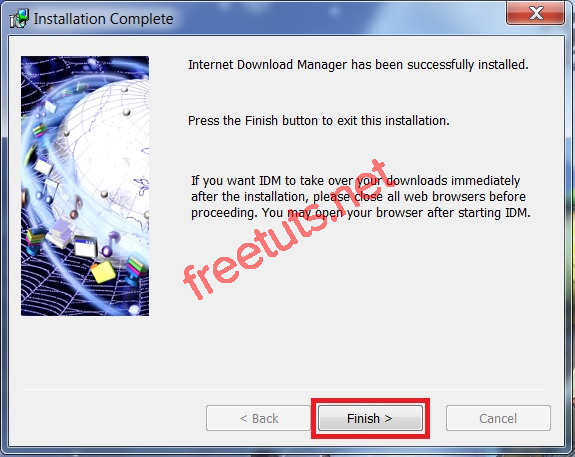 Installation Complete
Internet Download Manager has been successfully installed.
Press the Finish button to exit this installation.
If you want IDM to take over your downloads immediately
after the installation, please close all web browsers before
proceeding. You may open your browser after starting IDM.
freetuts.net
< Back
Finish >
Cancel